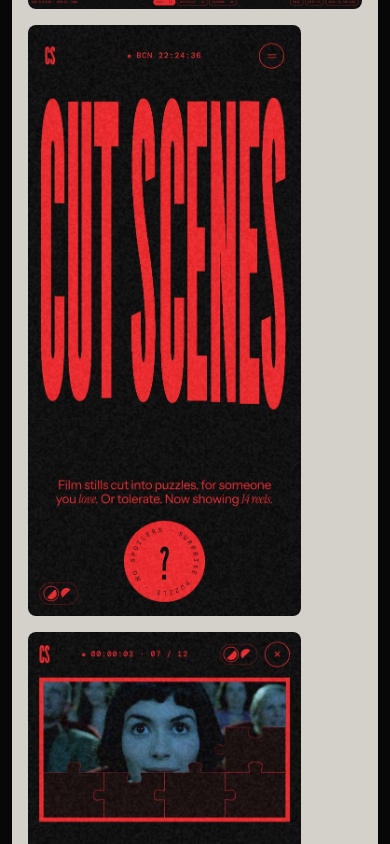 CS
BCN 22:24:36
CUT SCENES
Film stills cut into puzzles, for someone
you love. Or tolerate. Now showing 14 reels.
NO SPOILERS · SURPRISE PUZZLE ·
?
CS
00:00:03 · 07 / 12